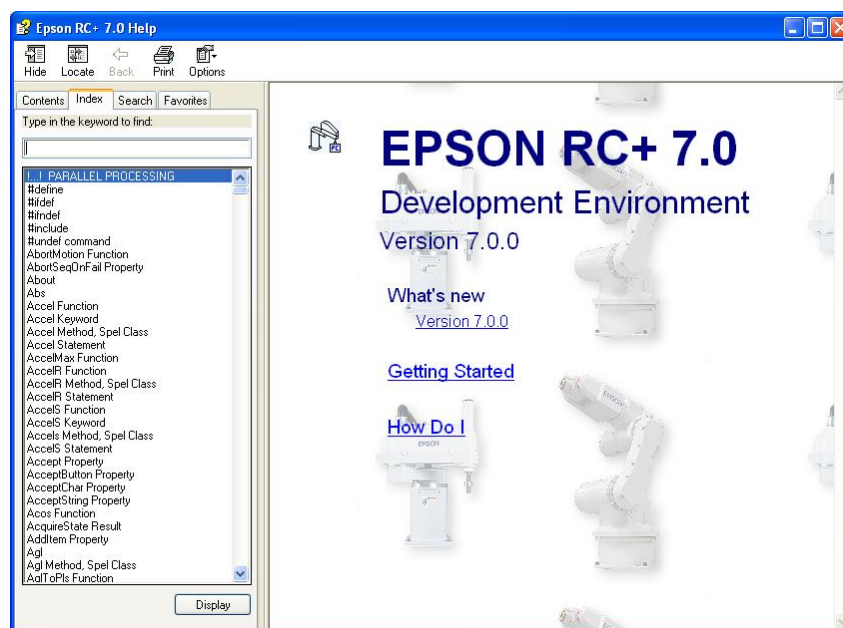 Epson RC+ 7.0 Help
Hide Locate Back Print Options
Contents Index Search Favorites
Type in the keyword to find:
!...! PARALLEL PROCESSING
#define
#ifdef
#ifndef
#include
#undef command
AbortMotion Function
AbortSeqOnFail Property
About
Abs
Accel Function
Accel Keyword
Accel Method, Spel Class
Accel Statement
AccelMax Function
AccelR Function
AccelR Method, Spel Class
AccelR Statement
AccelS Function
AccelS Keyword
Accels Method, Spel Class
AccelS Statement
Accept Property
AcceptButton Property
AcceptChar Property
AcceptString Property
Acos Function
AcquireState Result
AddItem Property
Agl
Agl Method, Spel Class
AglToPls Function
Display
EPSON RC+ 7.0
Development Environment
Version 7.0.0
What's new
Version 7.0.0
Getting Started
How Do I
EPSON
EPSON